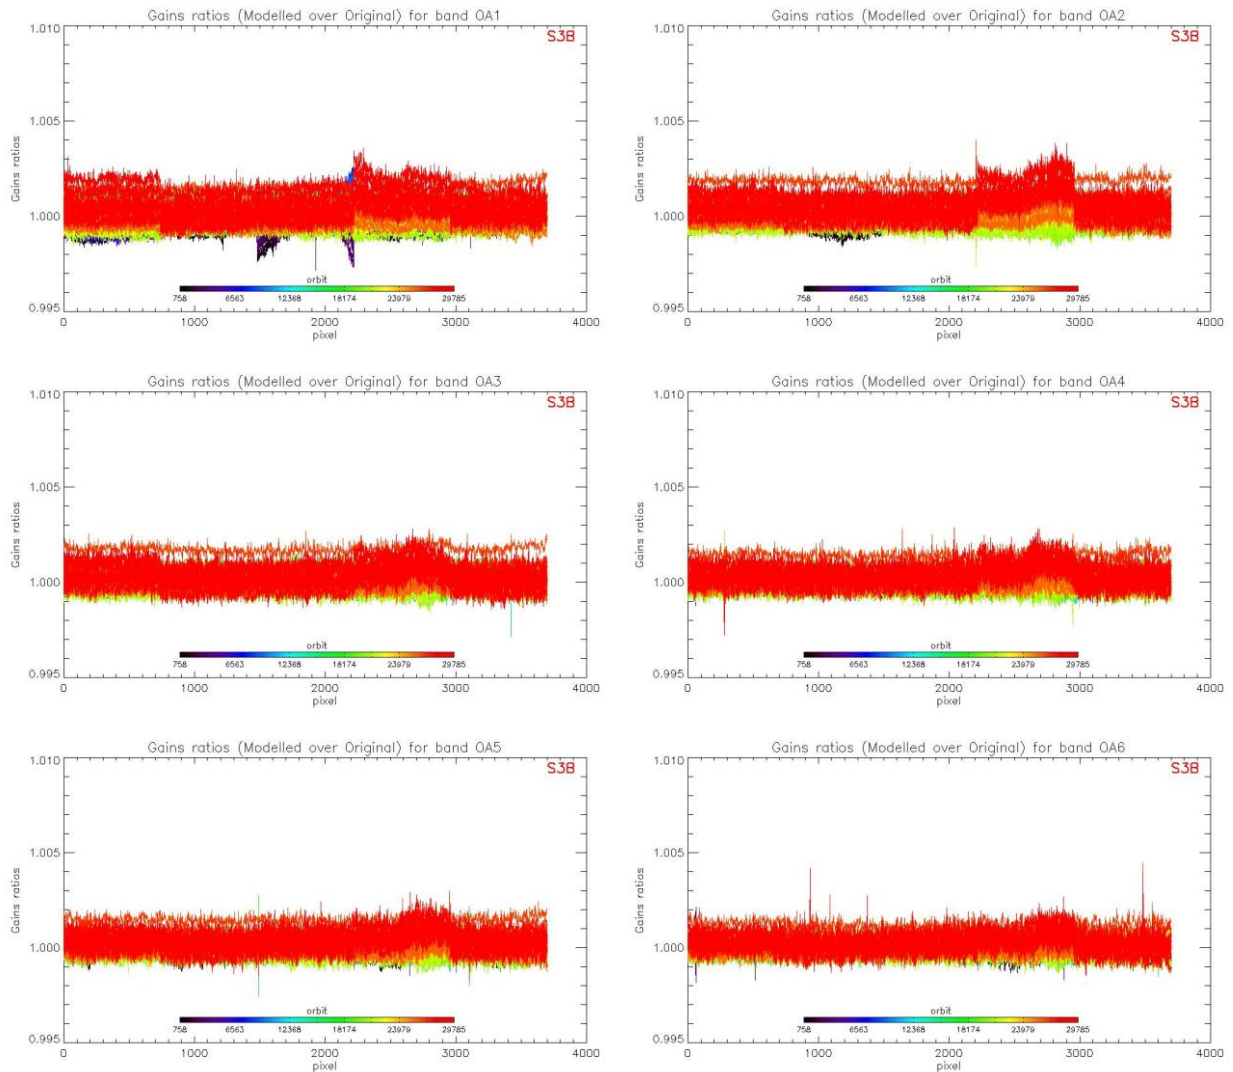 Gains ratios (Modelled over Original) for band OA1
S3B
1.010
1.005
1.000
0.995
Gains ratios
orbit
758 6563 12368 18174 23979 29785
0 1000 2000 3000 4000
pixel
Gains ratios (Modelled over Original) for band OA2
S3B
1.010
1.005
1.000
0.995
Gains ratios
orbit
758 6563 12368 18174 23979 29785
0 1000 2000 3000 4000
pixel
Gains ratios (Modelled over Original) for band OA3
S3B
1.010
1.005
1.000
0.995
Gains ratios
orbit
758 6563 12368 18174 23979 29785
0 1000 2000 3000 4000
pixel
Gains ratios (Modelled over Original) for band OA4
S3B
1.010
1.005
1.000
0.995
Gains ratios
orbit
758 6563 12368 18174 23979 29785
0 1000 2000 3000 4000
pixel
Gains ratios (Modelled over Original) for band OA5
S3B
1.010
1.005
1.000
0.995
Gains ratios
orbit
758 6563 12368 18174 23979 29785
0 1000 2000 3000 4000
pixel
Gains ratios (Modelled over Original) for band OA6
S3B
1.010
1.005
1.000
0.995
Gains ratios
orbit
758 6563 12368 18174 23979 29785
0 1000 2000 3000 4000
pixel